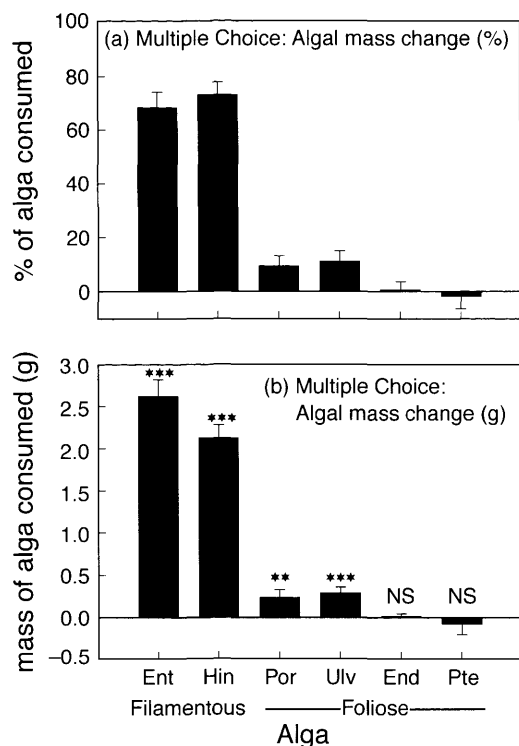 (a) Multiple Choice: Algal mass change (%)
% of alga consumed
100
80
60
40
20
0
(b) Multiple Choice:
Algal mass change (g)
mass of alga consumed (g)
3.0
2.5
2.0
1.5
1.0
0.5
0.0
−0.5
*** *** ** *** NS NS
Ent Hin Por Ulv End Pte
Filamentous Foliose
Alga